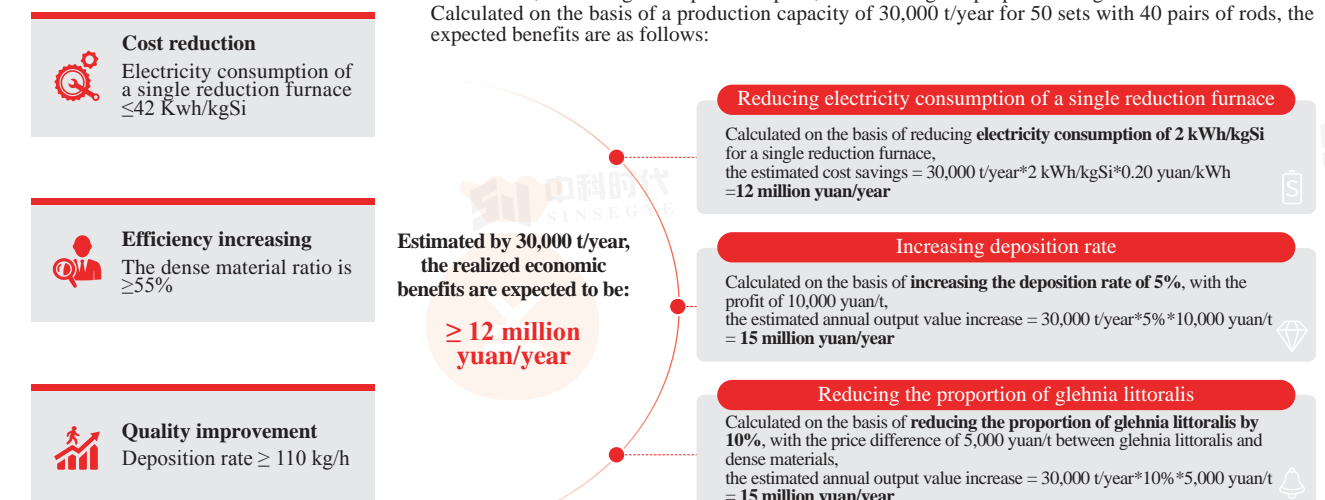 Calculated on the basis of a production capacity of 30,000 t/year for 50 sets with 40 pairs of rods, the
expected benefits are as follows:
Cost reduction
Electricity consumption of
a single reduction furnace
≤42 Kwh/kgSi
Efficiency increasing
The dense material ratio is
≥55%
Quality improvement
Deposition rate ≥ 110 kg/h
中科时代
SINSEGYE
Estimated by 30,000 t/year,
the realized economic
benefits are expected to be:
≥ 12 million
yuan/year
Reducing electricity consumption of a single reduction furnace
Calculated on the basis of reducing electricity consumption of 2 kWh/kgSi
for a single reduction furnace,
the estimated cost savings = 30,000 t/year*2 kWh/kgSi*0.20 yuan/kWh
=12 million yuan/year
Increasing deposition rate
Calculated on the basis of increasing the deposition rate of 5%, with the
profit of 10,000 yuan/t,
the estimated annual output value increase = 30,000 t/year*5%*10,000 yuan/t
= 15 million yuan/year
Reducing the proportion of glehnia littoralis
Calculated on the basis of reducing the proportion of glehnia littoralis by
10%, with the price difference of 5,000 yuan/t between glehnia littoralis and
dense materials,
the estimated annual output value increase = 30,000 t/year*10%*5,000 yuan/t
= 15 million yuan/year